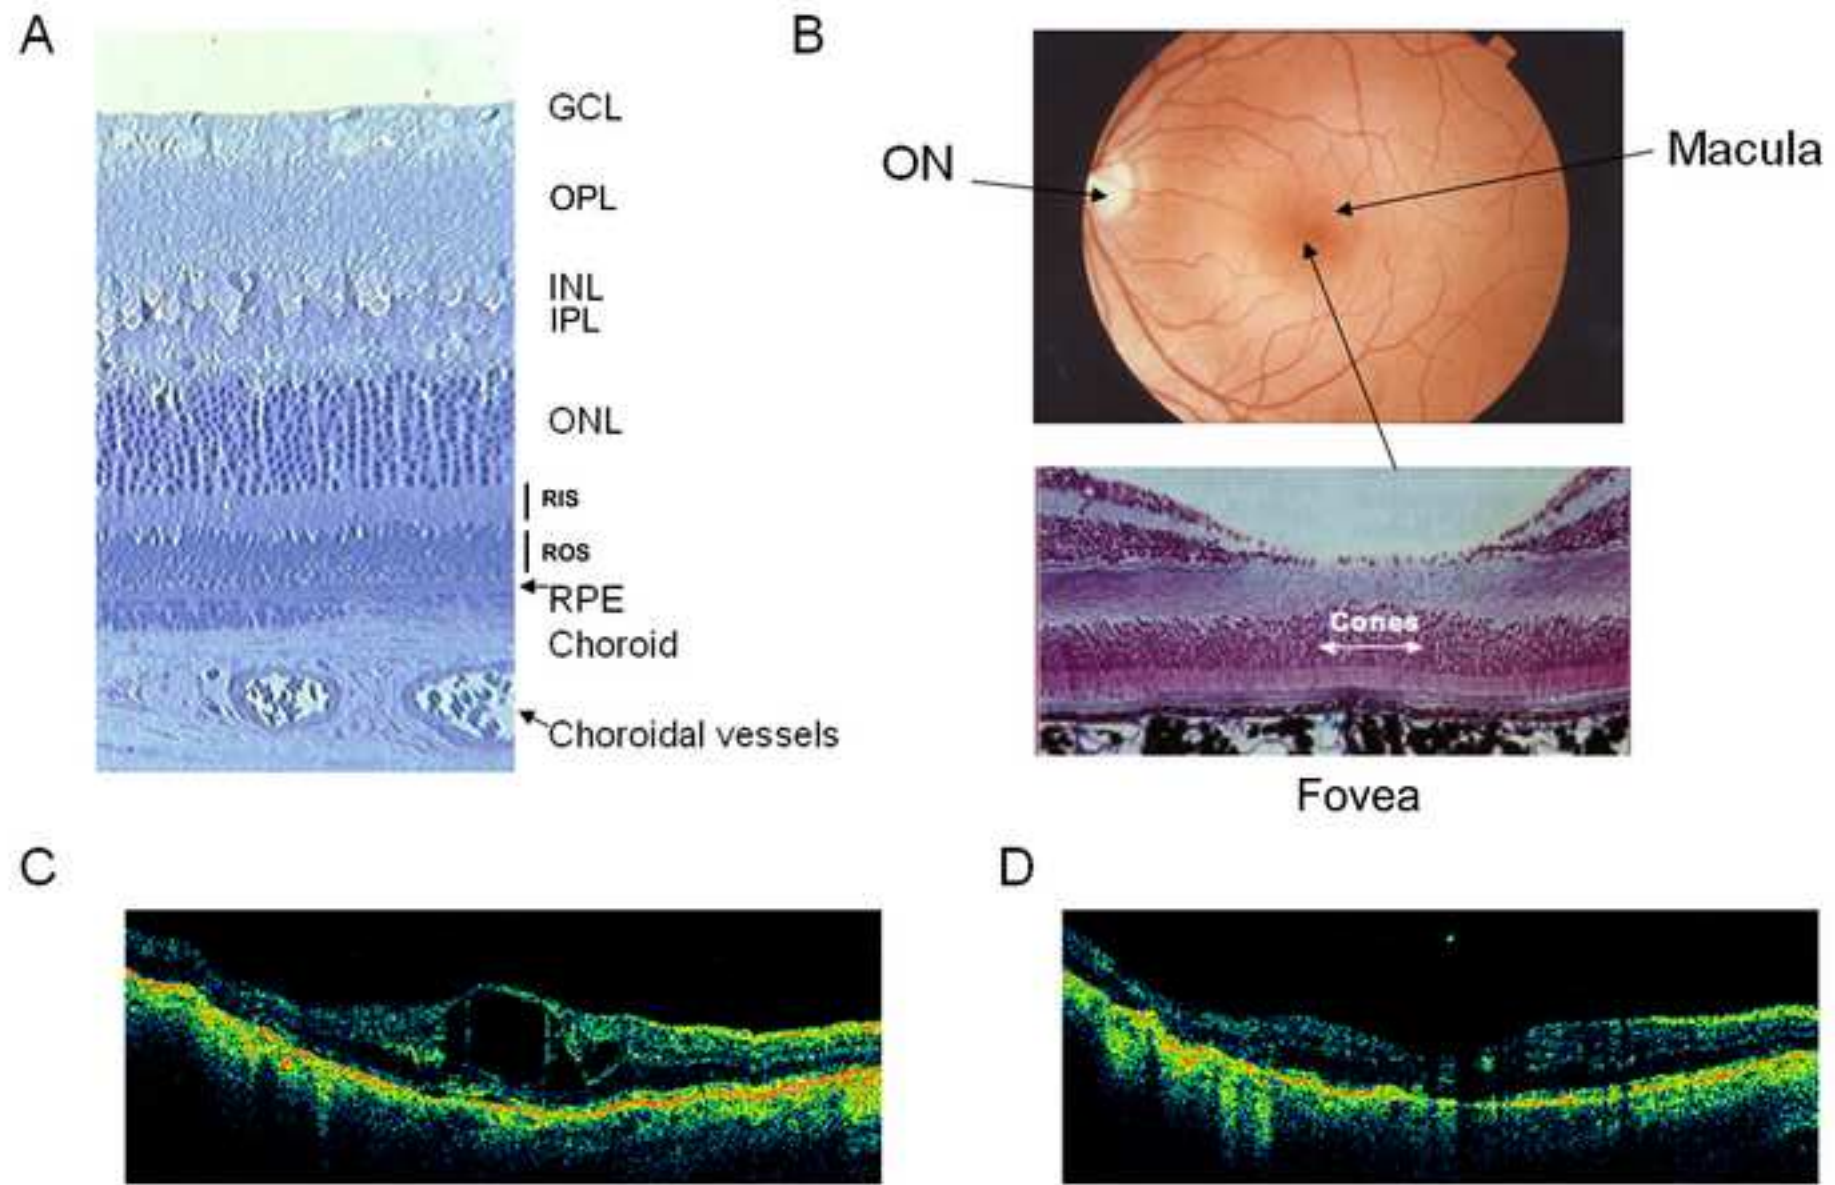 A
GCL
OPL
INL
IPL
ONL
RIS
ROS
RPE
Choroid
Choroidal vessels
B
ON
Macula
Cones
Fovea
C
D